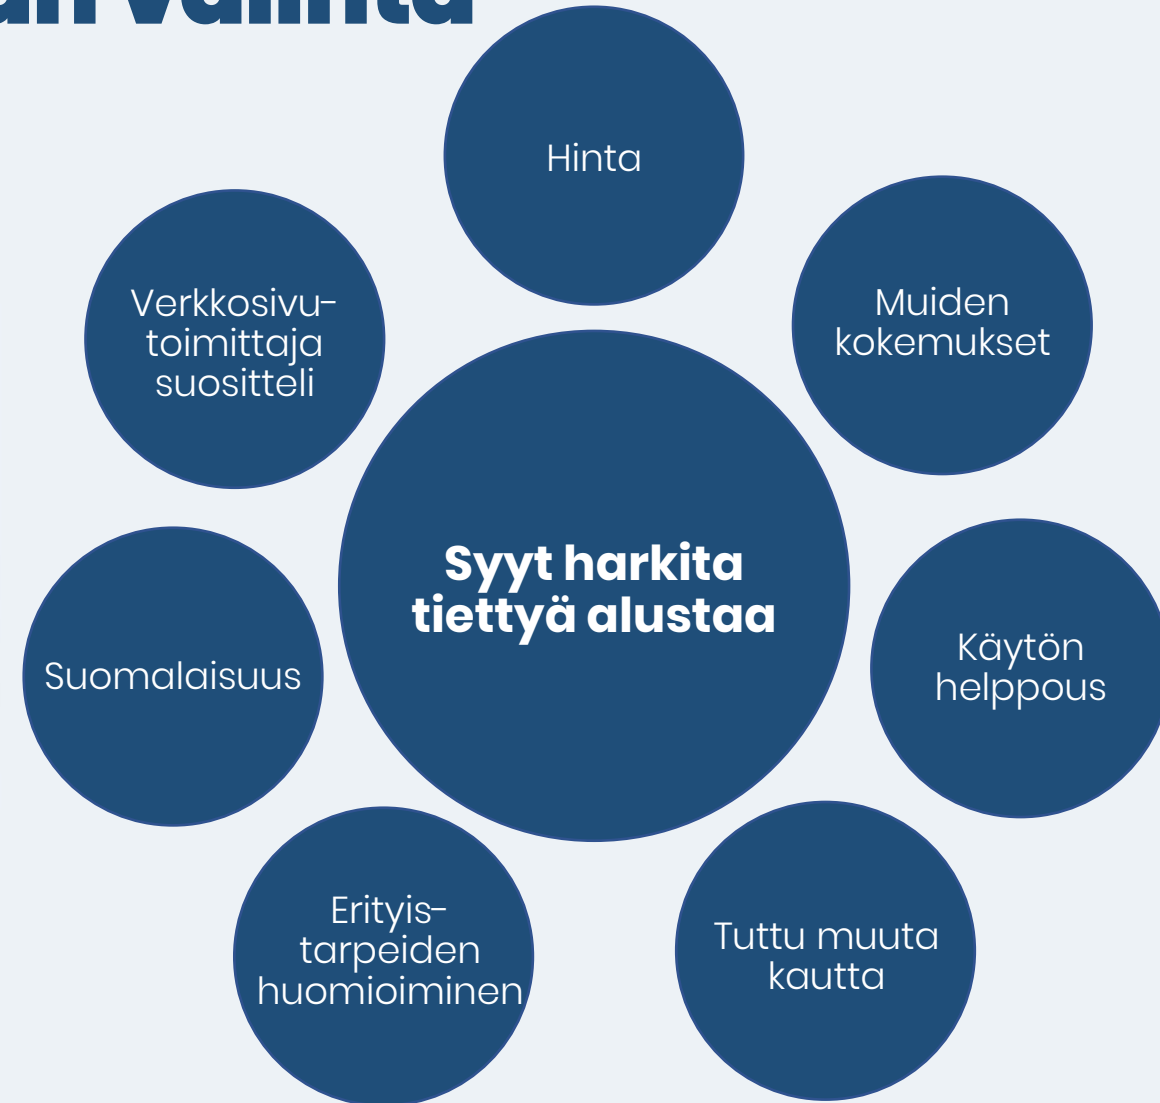 valinta
Hinta
Muiden
kokemukset
Käytön
helppous
Tuttu muuta
kautta
Erityis-
tarpeiden
huomioiminen
Suomalaisuus
Verkkosivu-
toimittaja
suositteli
Syyt harkita
tiettyä alustaa